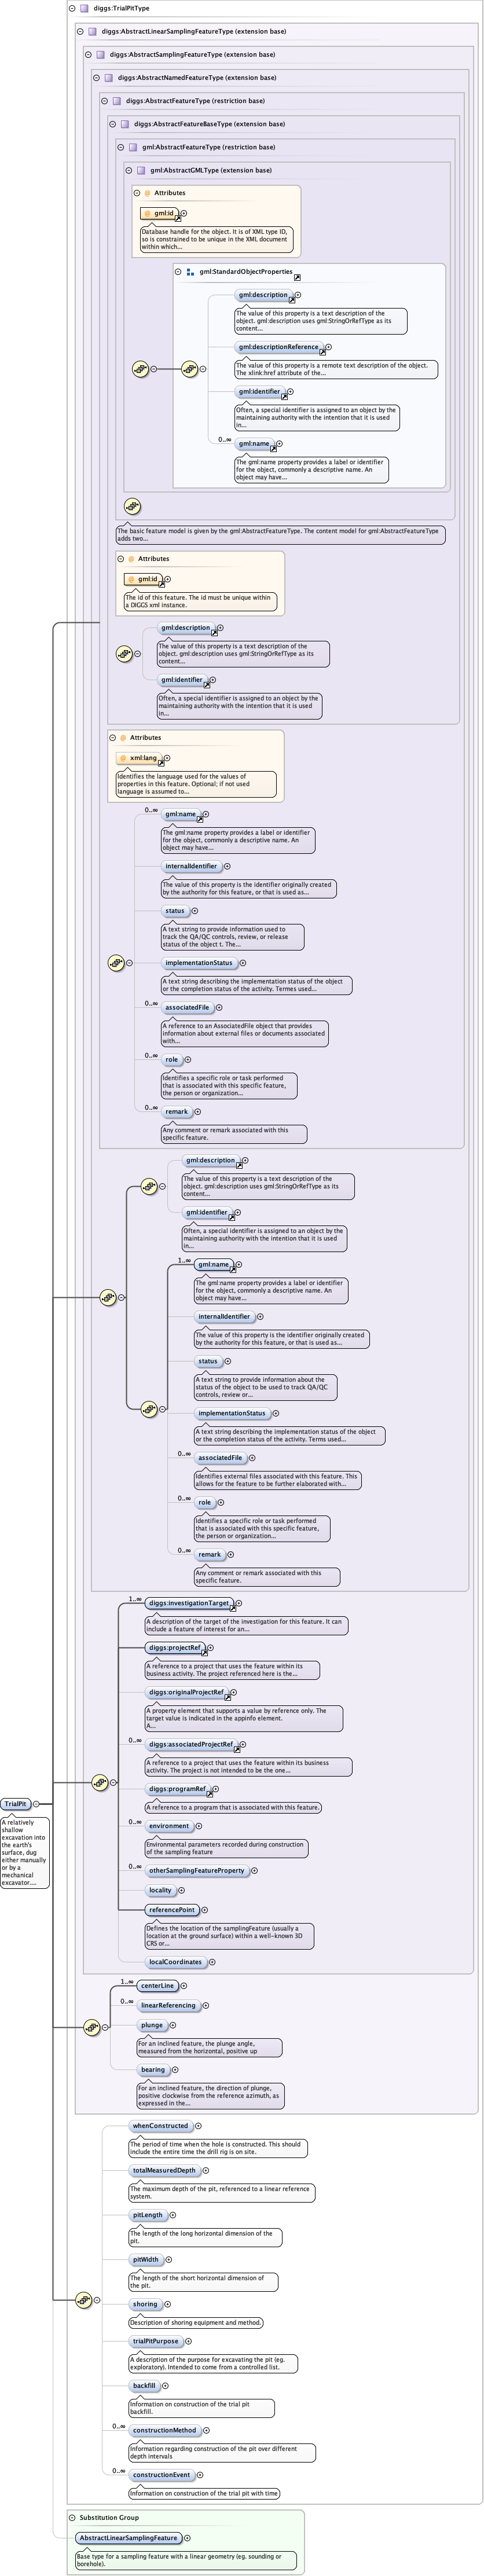 diggs:TrialPitType
diggs:AbstractLinearSamplingFeatureType (extension base)
diggs:AbstractSamplingFeatureType (extension base)
diggs:AbstractNamedFeatureType (extension base)
diggs:AbstractFeatureType (restriction base)
diggs:AbstractFeatureBaseType (extension base)
gml:AbstractFeatureType (restriction base)
gml:AbstractGMLType (extension base)
Attributes
gml:id
Database handle for the object. It is of XML type ID,
so is constrained to be unique in the XML document
within which...
gml:StandardObjectProperties
gml:description
The value of this property is a text description of the
object. gml:description uses gml:StringOrRefType as its
content...
gml:descriptionReference
The value of this property is a remote text description of the object.
The xlink:href attribute of the...
gml:identifier
Often, a special identifier is assigned to an object by the
maintaining authority with the intention that it is used
in...
0..∞
gml:name
The gml:name property provides a label or identifier
for the object, commonly a descriptive name. An
object may have...
The basic feature model is given by the gml:AbstractFeatureType. The content model for gml:AbstractFeatureType
adds two...
Attributes
gml:id
The id of this feature. The id must be unique within
a DIGGS xml instance.
gml:description
The value of this property is a text description of the
object. gml:description uses gml:StringOrRefType as its
content...
gml:identifier
Often, a special identifier is assigned to an object by the
maintaining authority with the intention that it is used
in...
Attributes
xml:lang
Identifies the language used for the values of
properties in this feature. Optional; if not used
language is assumed to...
0..∞
gml:name
The gml:name property provides a label or identifier
for the object, commonly a descriptive name. An
object may have...
internalIdentifier
The value of this property is the identifier originally created
by the authority for this feature, or that is used as...
status
A text string to provide information used to
track the QA/QC controls, review, or release
status of the object t. The...
implementationStatus
A text string describing the implementation status of the object
or the completion status of the activity. Termes used...
0..∞
associatedFile
A reference to an AssociatedFile object that provides
information about external files or documents associated
with...
0..∞
role
Identifies a specific role or task performed
that is associated with this specific feature,
the person or organization...
0..∞
remark
Any comment or remark associated with this
specific feature.
gml:description
The value of this property is a text description of the
object. gml:description uses gml:StringOrRefType as its
content...
gml:identifier
Often, a special identifier is assigned to an object by the
maintaining authority with the intention that it is used
in...
1..∞
gml:name
The gml:name property provides a label or identifier
for the object, commonly a descriptive name. An
object may have...
internalIdentifier
The value of this property is the identifier originally created
by the authority for this feature, or that is used as...
status
A text string to provide information about the
status of the object to be used to track QA/QC
controls, review or...
implementationStatus
A text string describing the implementation status of the object
or the completion status of the activity. Terms used...
0..∞
associatedFile
Identifies external files associated with this feature. This
allows for the feature to be further elaborated with...
0..∞
role
Identifies a specific role or task performed
that is associated with this specific feature,
the person or organization...
0..∞
remark
Any comment or remark associated with this
specific feature.
1..∞
diggs:investigationTarget
A description of the target of the investigation for this feature. It can
include a feature of interest for an...
diggs:projectRef
A reference to a project that uses the feature within its
business activity. The project referenced here is the...
diggs:originalProjectRef
A property element that supports a value by reference only. The
target value is indicated in the appinfo element.
A...
0..∞
diggs:associatedProjectRef
A reference to a project that uses the feature within its business
activity. The project is not intended to be the one...
diggs:programRef
A reference to a program that is associated with this feature.
0..∞
environment
Environmental parameters recorded during construction
of the sampling feature
0..∞
otherSamplingFeatureProperty
locality
referencePoint
Defines the location of the samplingFeature (usually a
location at the ground surface) within a well-known 3D
CRS or...
localCoordinates
TrialPit
A relatively
shallow
excavation into
the earth's
surface, dug
either manually
or by a
mechanical
excavator....
1..∞
centerLine
0..∞
linearReferencing
plunge
For an inclined feature, the plunge angle,
measured from the horizontal, positive up
bearing
For an inclined feature, the direction of plunge,
positive clockwise from the reference azimuth, as
expressed in the...
whenConstructed
The period of time when the hole is constructed. This should
include the entire time the drill rig is on site.
totalMeasuredDepth
The maximum depth of the pit, referenced to a linear reference
system.
pitLength
The length of the long horizontal dimension of the
pit.
pitWidth
The length of the short horizontal dimension of
the pit.
shoring
Description of shoring equipment and method.
trialPitPurpose
A description of the purpose for excavating the pit (eg.
exploratory). Intended to come from a controlled list.
backfill
Information on construction of the trial pit
backfill.
0..∞
constructionMethod
Information regarding construction of the pit over different
depth intervals
0..∞
constructionEvent
Information on construction of the trial pit with time
Substitution Group
AbstractLinearSamplingFeature
Base type for a sampling feature with a linear geometry (eg. sounding or
borehole).